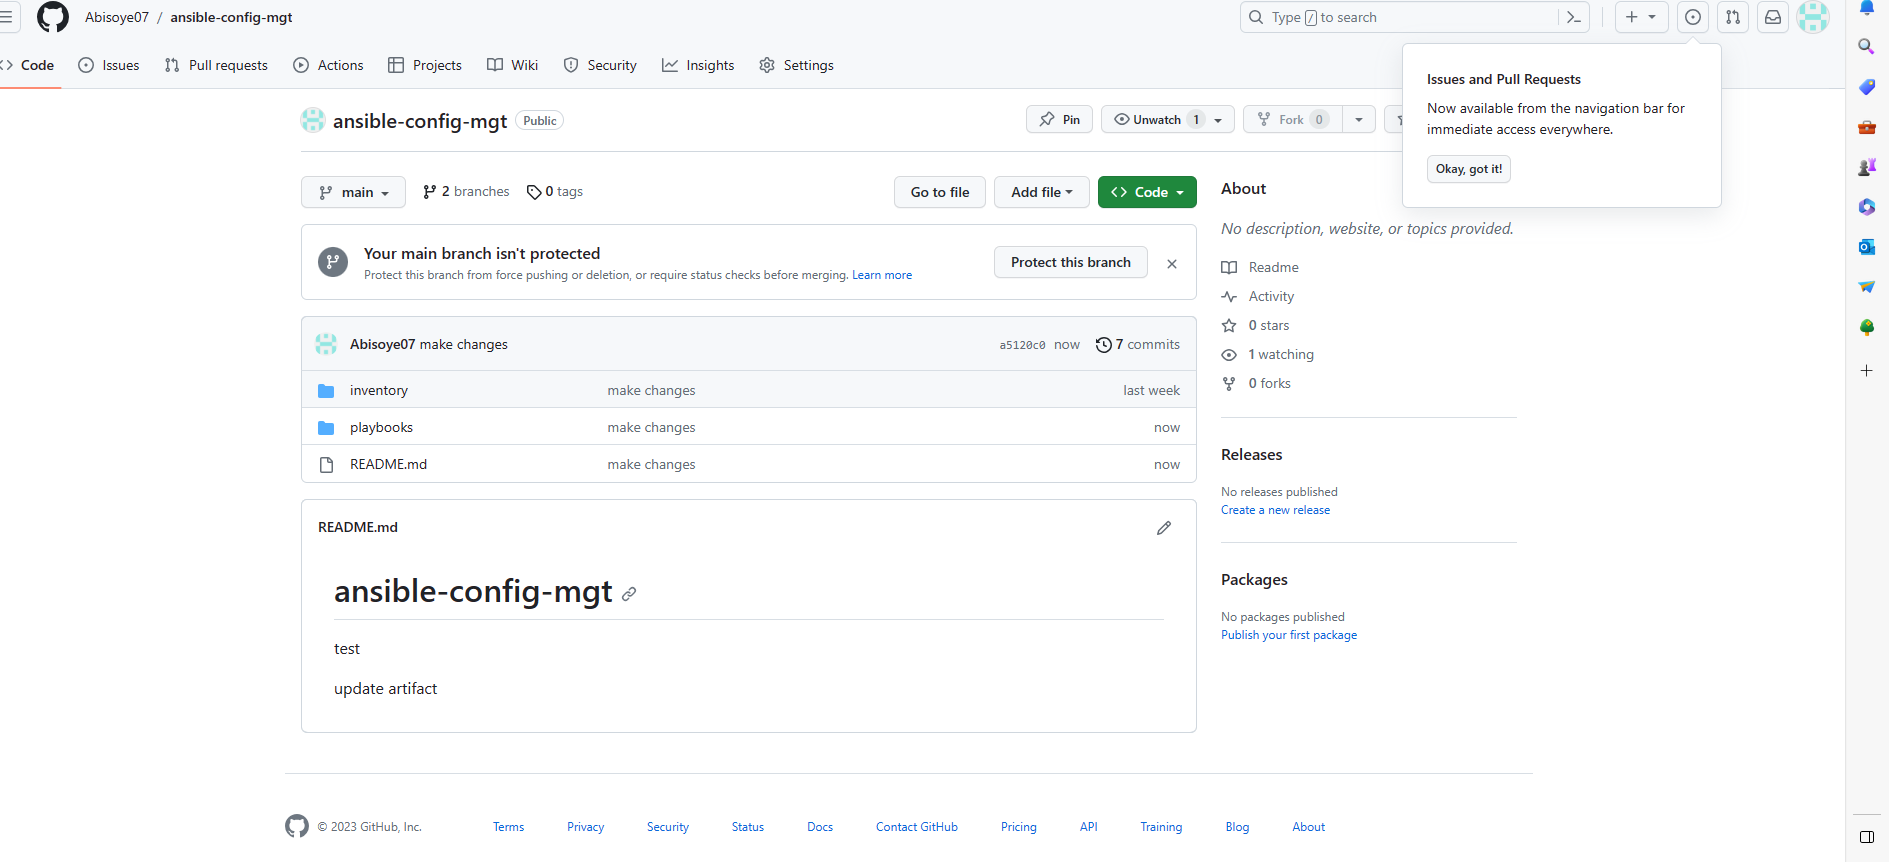 Abisoye07 / ansible-config-mgt
Type / to search
Code Issues Pull requests Actions Projects Wiki Security Insights Settings
Issues and Pull Requests
Now available from the navigation bar for
immediate access everywhere.
Okay, got it!
ansible-config-mgt Public
Pin Unwatch 1 Fork 0
main 2 branches 0 tags
Go to file Add file Code
Your main branch isn't protected
Protect this branch from force pushing or deletion, or require status checks before merging. Learn more
Protect this branch
Abisoye07 make changes a5120c0 now 7 commits
inventory make changes last week
playbooks make changes now
README.md make changes now
README.md
ansible-config-mgt
test
update artifact
About
No description, website, or topics provided.
Readme
Activity
0 stars
1 watching
0 forks
Releases
No releases published
Create a new release
Packages
No packages published
Publish your first package
© 2023 GitHub, Inc. Terms Privacy Security Status Docs Contact GitHub Pricing API Training Blog About